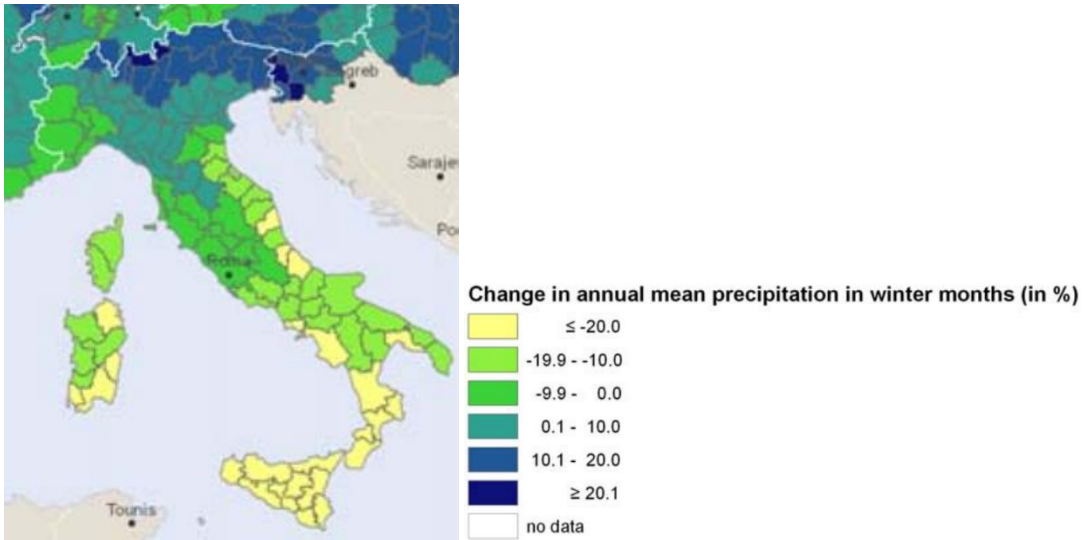 greb
Saraje
Po
Roma
Tounis
Change in annual mean precipitation in winter months (in %)
≤ -20.0
-19.9 - -10.0
-9.9 - 0.0
0.1 - 10.0
10.1 - 20.0
≥ 20.1
no data